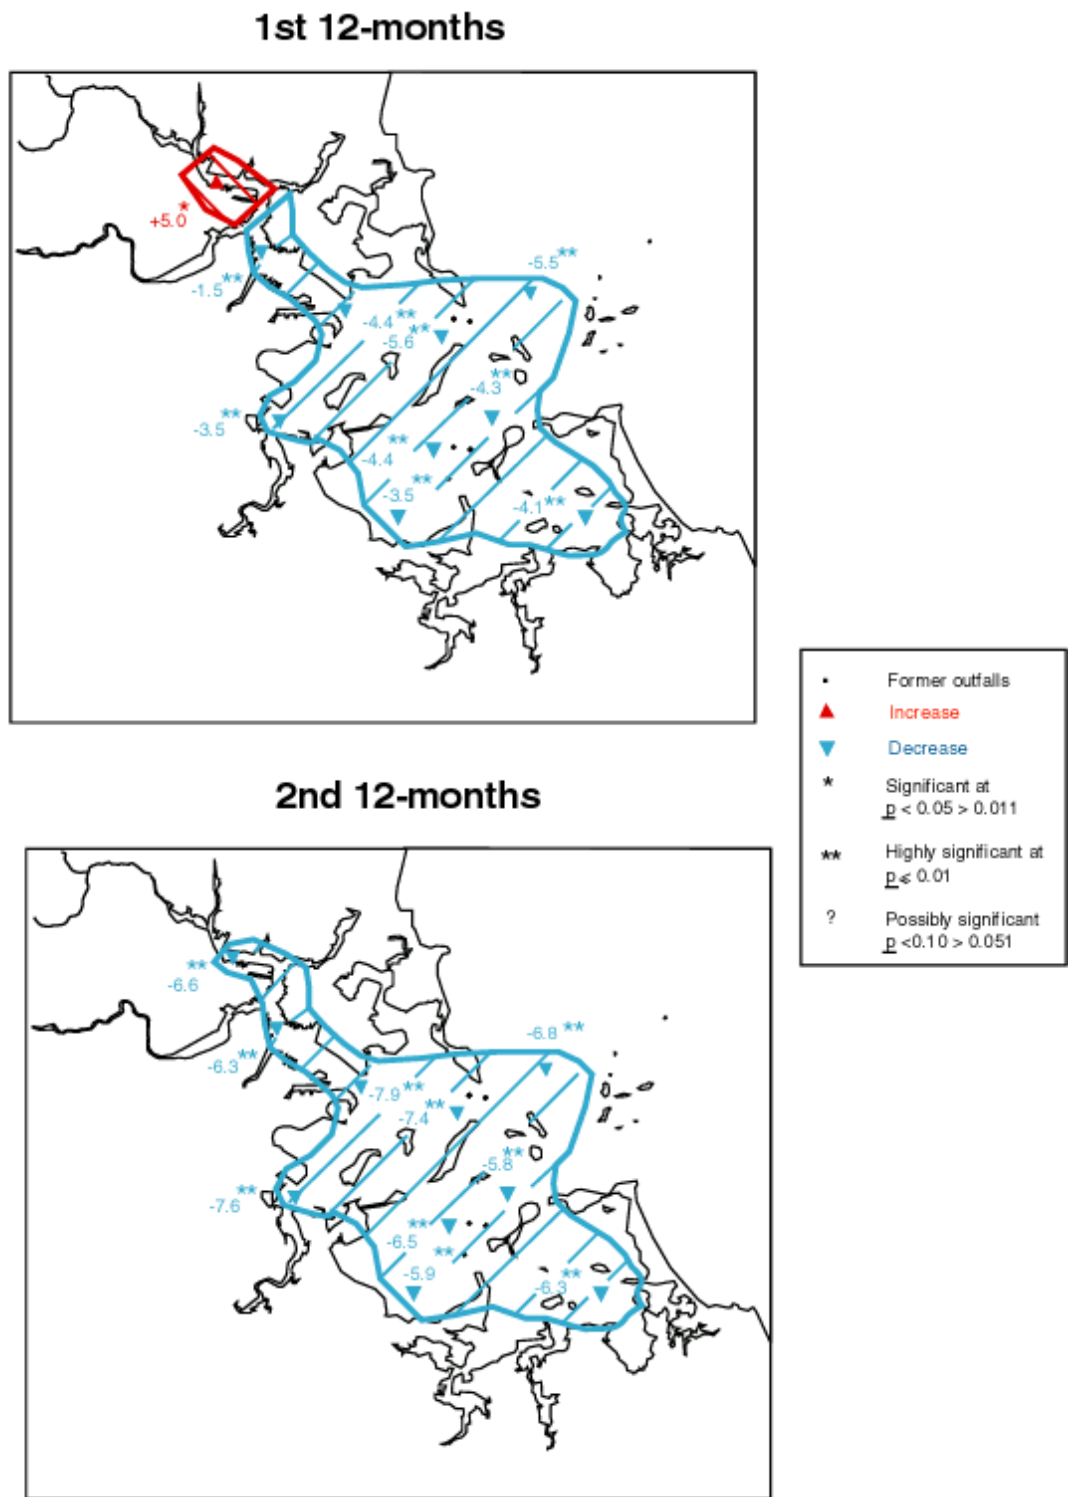 1st 12-months
+5.0 *
-1.5 **
-5.5 **
-4.4 **
-5.6 **
-4.3 **
-3.5 **
-4.4 **
-3.5 **
-4.1 **
Former outfalls
Increase
Decrease
* Significant at
p < 0.05 > 0.011
** Highly significant at
p ⩽ 0.01
? Possibly significant
p <0.10 > 0.051
2nd 12-months
-6.6 **
-6.3 **
-6.8 **
-7.9 **
-7.4 **
-5.8 **
-7.6 **
-6.5 **
-5.9 **
-6.3 **